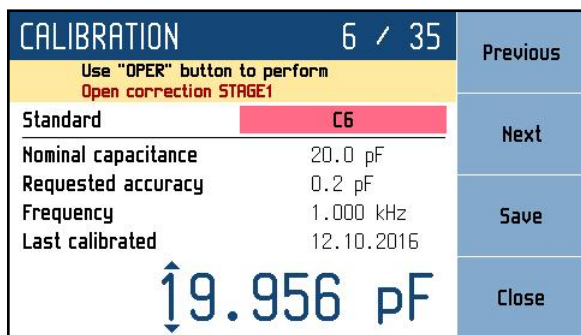 CALIBRATION 6 / 35
Use "OPER" button to perform
Open correction STAGE1
Standard C6
Nominal capacitance 20.0 pF
Requested accuracy 0.2 pF
Frequency 1.000 kHz
Last calibrated 12.10.2016
19.956 pF
Previous
Next
Save
Close